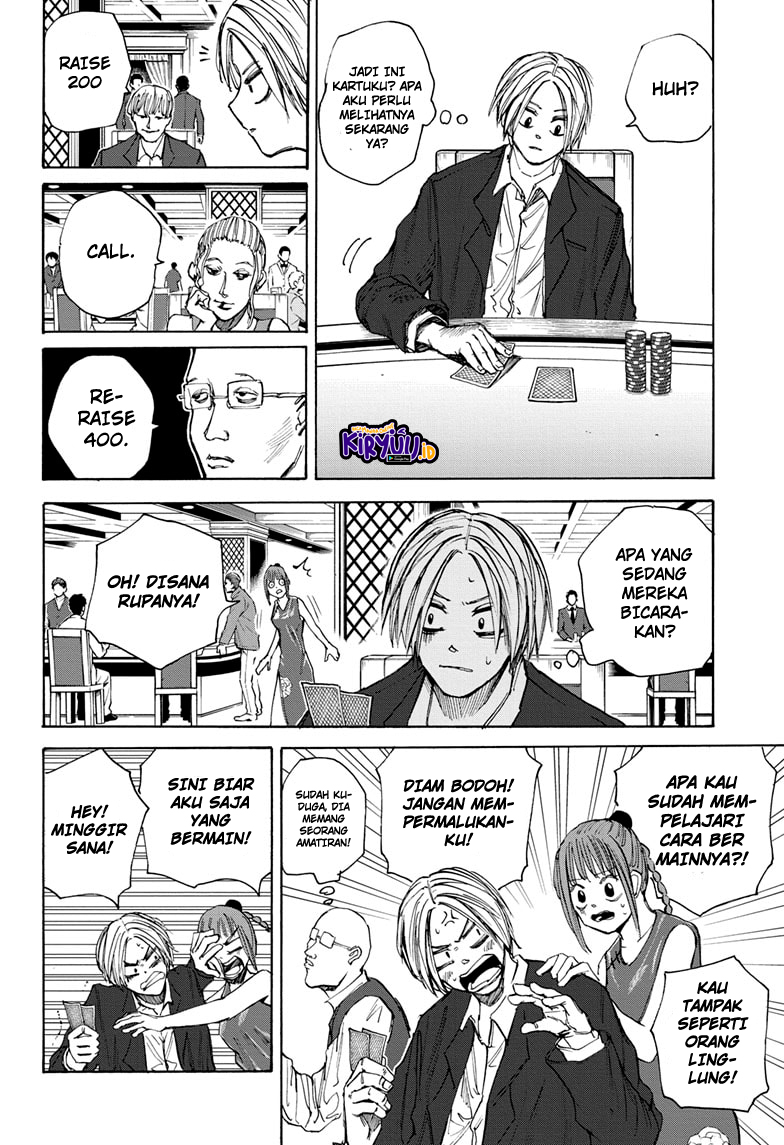 HUH?
JADI INI
KARTUKU? APA
AKU PERLU
MELIHATNYA
SEKARANG
YA?
RAISE
200
CALL.
RE-
RAISE
400.
KiRYUU.iD
APA YANG
SEDANG
MEREKA
BICARA-
KAN?
OH! DISANA
RUPANYA!
APA KAU
SUDAH MEM-
PELAJARI
CARA BER
MAINNYA?!
KAU
TAMPAK
SEPERTI
ORANG
LING-
LUNG!
DIAM BODOH!
JANGAN MEM-
PERMALUKAN-
KU!
SUDAH KU-
DUGA, DIA
MEMANG
SEORANG
AMATIRAN!
SINI BIAR
AKU SAJA
YANG
BERMAIN!
HEY!
MINGGIR
SANA!